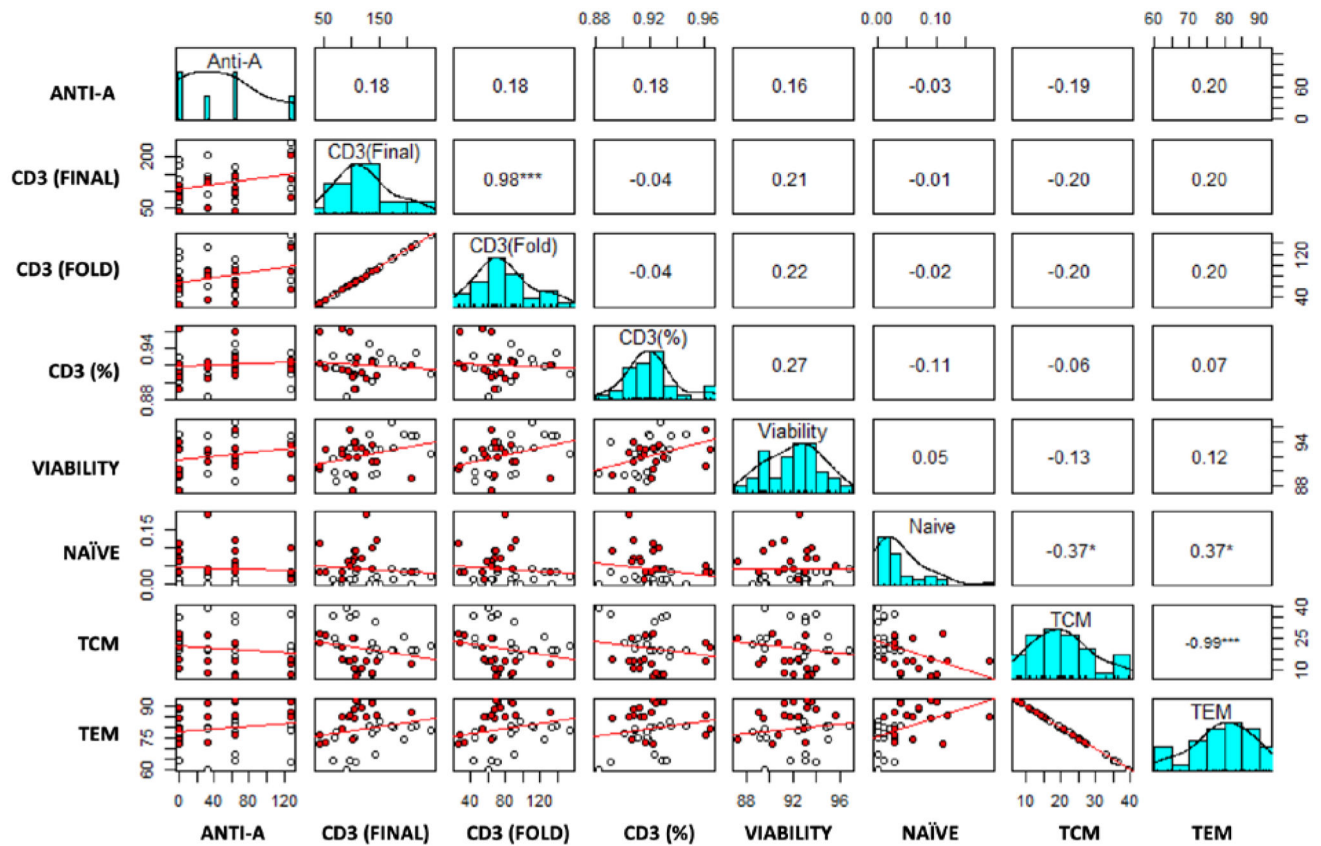 50 150 0.88 0.92 0.96 0.00 0.10 60 70 80 90
ANTI-A Anti-A 0.18 0.18 0.18 0.16 -0.03 -0.19 0.20 0 60
CD3 (FINAL) 50 200 CD3(Final) 0.98*** -0.04 0.21 -0.01 -0.20 0.20
CD3 (FOLD) CD3(Fold) -0.04 0.22 -0.02 -0.20 0.20 40 80 120
CD3 (%) 0.88 0.94 CD3(%) 0.27 -0.11 -0.06 0.07
VIABILITY Viability 0.05 -0.13 0.12 88 94
NAÏVE 0.00 0.15 Naive -0.37* 0.37*
TCM TCM -0.99*** 10 25 40
TEM 60 75 90 TEM
0 40 80 120 40 80 120 88 92 96 10 20 30 40
ANTI-A CD3 (FINAL) CD3 (FOLD) CD3 (%) VIABILITY NAÏVE TCM TEM